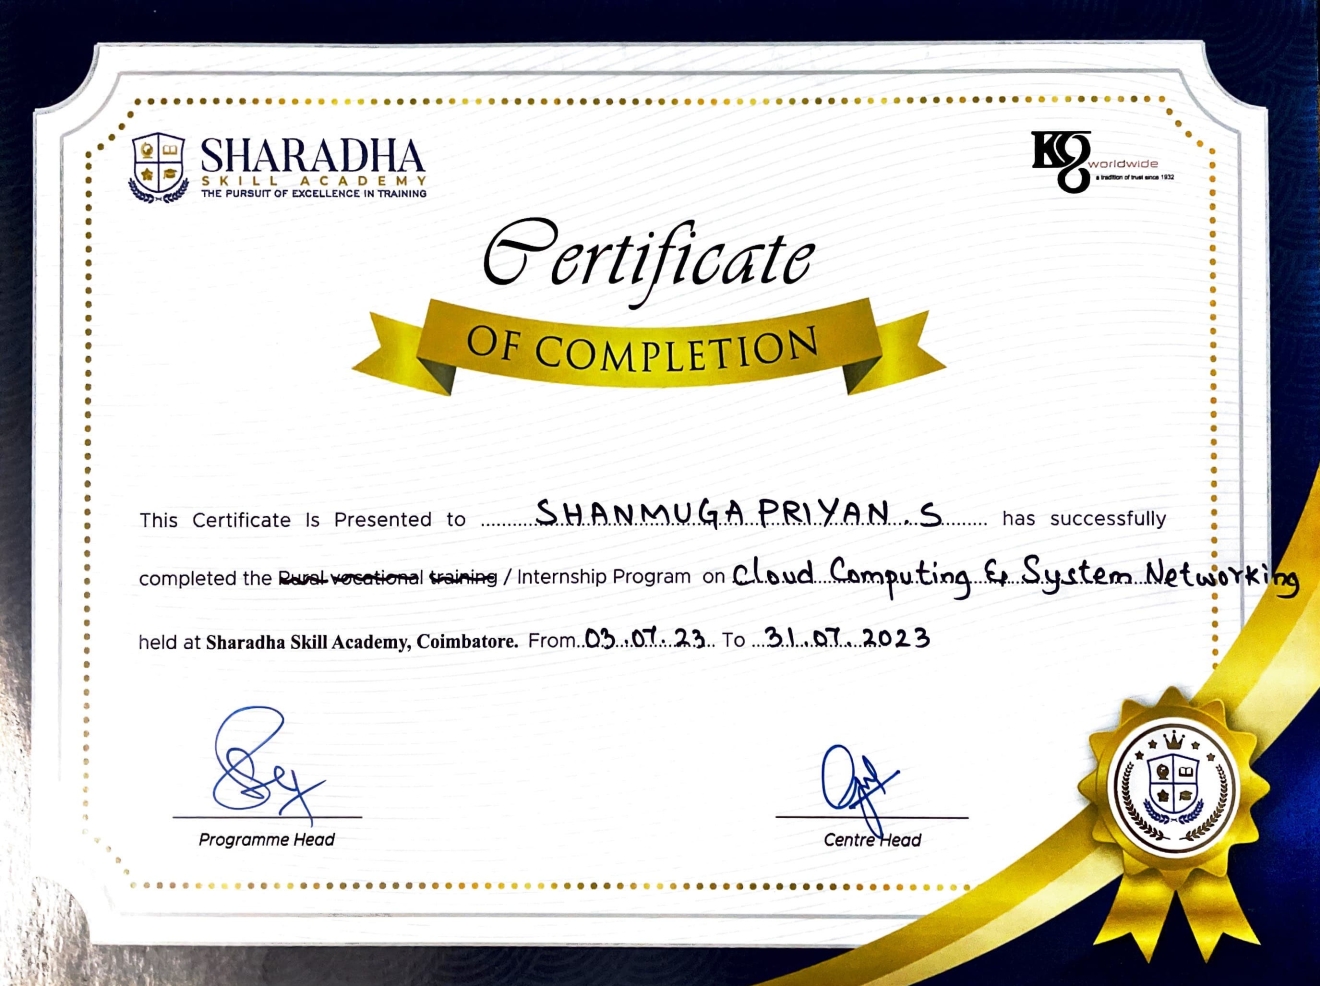 SHARADHA
SKILL ACADEMY
THE PURSUIT OF EXCELLENCE IN TRAINING
KG worldwide
a tradition of trust since 1932
Certificate
OF COMPLETION
This Certificate Is Presented to SHANMUGA PRIYAN. S has successfully
completed the Rural vocational training / Internship Program on Cloud Computing & System Networking
held at Sharadha Skill Academy, Coimbatore. From 03.07.23 To 31.07.2023
Programme Head
Centre Head